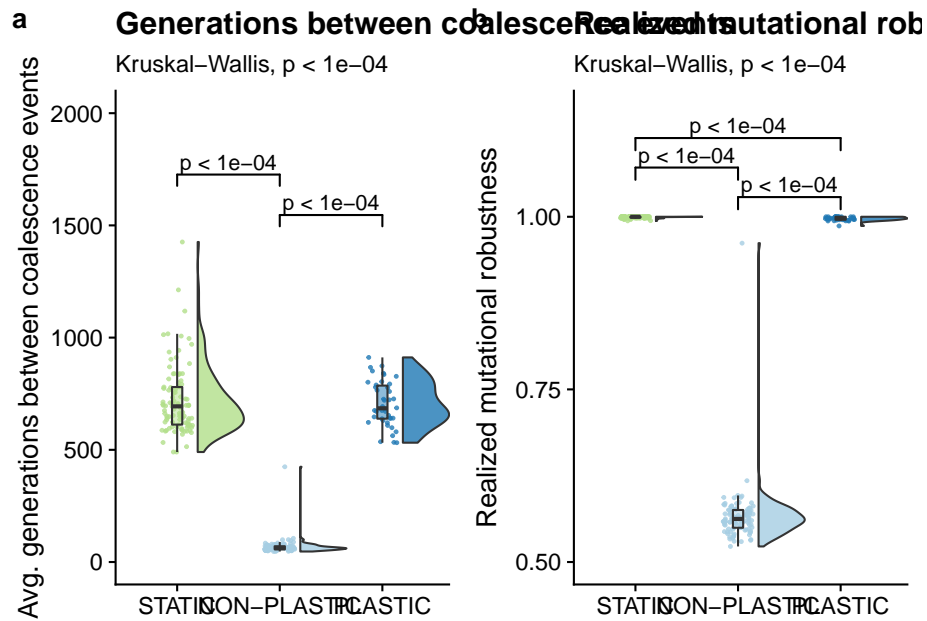 a
Generations between coalescence events
Kruskal−Wallis, p < 1e−04
Avg. generations between coalescence events
2000
1500
1000
500
0
p < 1e−04
p < 1e−04
STATIC
NON−PLASTIC
PLASTIC
b
Realized mutational rob
Kruskal−Wallis, p < 1e−04
Realized mutational robustness
1.00
0.75
0.50
p < 1e−04
p < 1e−04
p < 1e−04
STATIC
NON−PLASTIC
PLASTIC